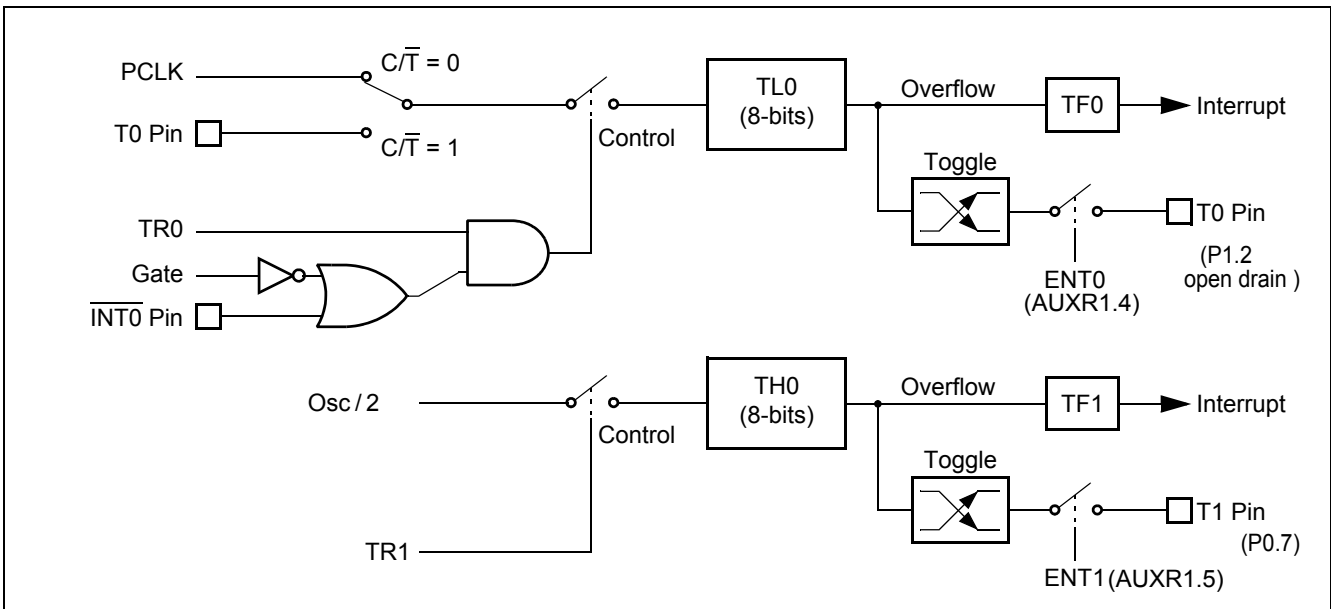 PCLK
C/T̅ = 0
T0 Pin
C/T̅ = 1
Control
TL0
(8-bits)
Overflow
TF0
Interrupt
Toggle
T0 Pin
(P1.2
open drain )
ENT0
(AUXR1.4)
TR0
Gate
I̅N̅T̅0̅ Pin
Osc / 2
Control
TH0
(8-bits)
Overflow
TF1
Interrupt
Toggle
T1 Pin
(P0.7)
ENT1 (AUXR1.5)
TR1